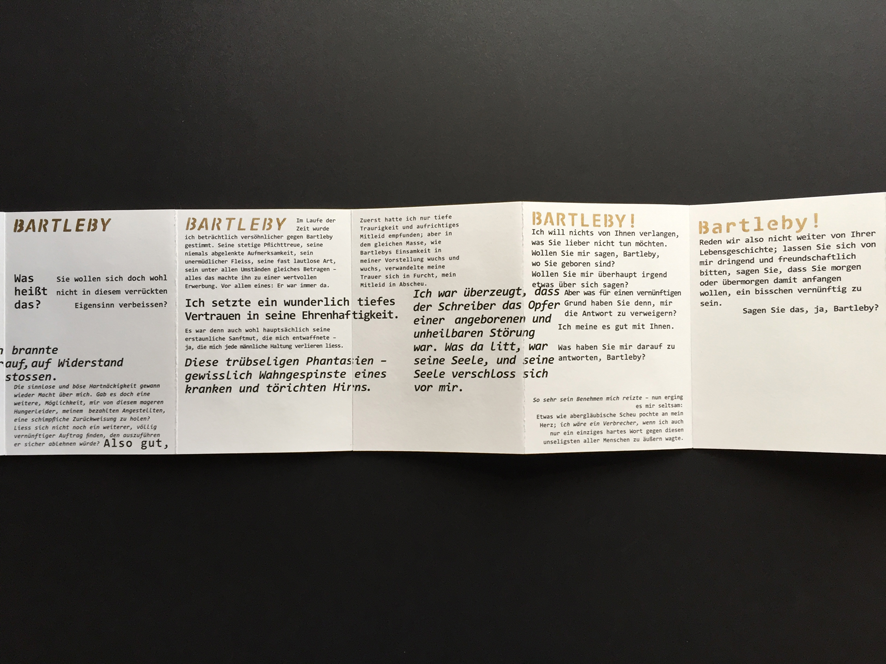 BARTLEBY
Was
heißt
das?
Sie wollen sich doch wohl
nicht in diesem verrückten
Eigensinn verbeissen?
brannte
auf Widerstand
stossen.
Die sinnlose und böse Hartnäckigkeit gewann
wieder Macht über mich. Gab es doch eine
weitere, Möglichkeit, mir von diesem mageren
Hungerleider, meinem bezahlten Angestellten,
eine schimpfliche Zurückweisung zu holen?
Liess sich nicht noch ein weiterer, völlig
vernünftiger Auftrag finden, den auszuführen
er sicher ablehnen würde? Also gut,
BARTLEBY
Im Laufe der
Zeit wurde
ich beträchtlich versöhnlicher gegen Bartleby
gestimmt. Seine stetige Pflichttreue, seine
niemals abgelenkte Aufmerksamkeit, sein
unermüdlicher Fleiss, seine fast lautlose Art,
sein unter allen Umständen gleiches Betragen –
alles das machte ihn zu einer wertvollen
Erwerbung. Vor allem eines: Er war immer da.
Ich setzte ein wunderlich tiefes
Vertrauen in seine Ehrenhaftigkeit.
Es war denn auch wohl hauptsächlich seine
erstaunliche Sanftmut, die mich entwaffnete –
ja, die mich jede männliche Haltung verlieren liess.
Diese trübseligen Phantasien –
gewisslich Wahngespinste eines
kranken und törichten Hirns.
Zuerst hatte ich nur tiefe
Traurigkeit und aufrichtiges
Mitleid empfunden; aber in
dem gleichen Masse, wie
Bartlebys Einsamkeit in
meiner Vorstellung wuchs und
wuchs, verwandelte meine
Trauer sich in Furcht, mein
Mitleid in Abscheu.
Ich war überzeugt, dass
der Schreiber das Opfer
einer angeborenen und
unheilbaren Störung
war. Was da litt, war
seine Seele, und seine
Seele verschloss sich
vor mir.
BARTLEBY!
Ich will nichts von Ihnen verlangen,
was Sie lieber nicht tun möchten.
Wollen Sie mir sagen, Bartleby,
wo Sie geboren sind?
Wollen Sie mir überhaupt irgend
etwas über sich sagen?
Aber was für einen vernünftigen
Grund haben Sie denn, mir
die Antwort zu verweigern?
Ich meine es gut mit Ihnen.
Was haben Sie mir darauf zu
antworten, Bartleby?
So sehr sein Benehmen mich reizte – nun erging
es mir seltsam:
Etwas wie abergläubische Scheu pochte an mein
Herz; ich wäre ein Verbrecher, wenn ich auch
nur ein einziges hartes Wort gegen diesen
unseligsten aller Menschen zu äußern wagte.
Bartleby!
Reden wir also nicht weiter von Ihrer
Lebensgeschichte; lassen Sie sich von
mir dringend und freundschaftlich
bitten, sagen Sie, dass Sie morgen
oder übermorgen damit anfangen
wollen, ein bisschen vernünftig zu
sein.
Sagen Sie das, ja, Bartleby?